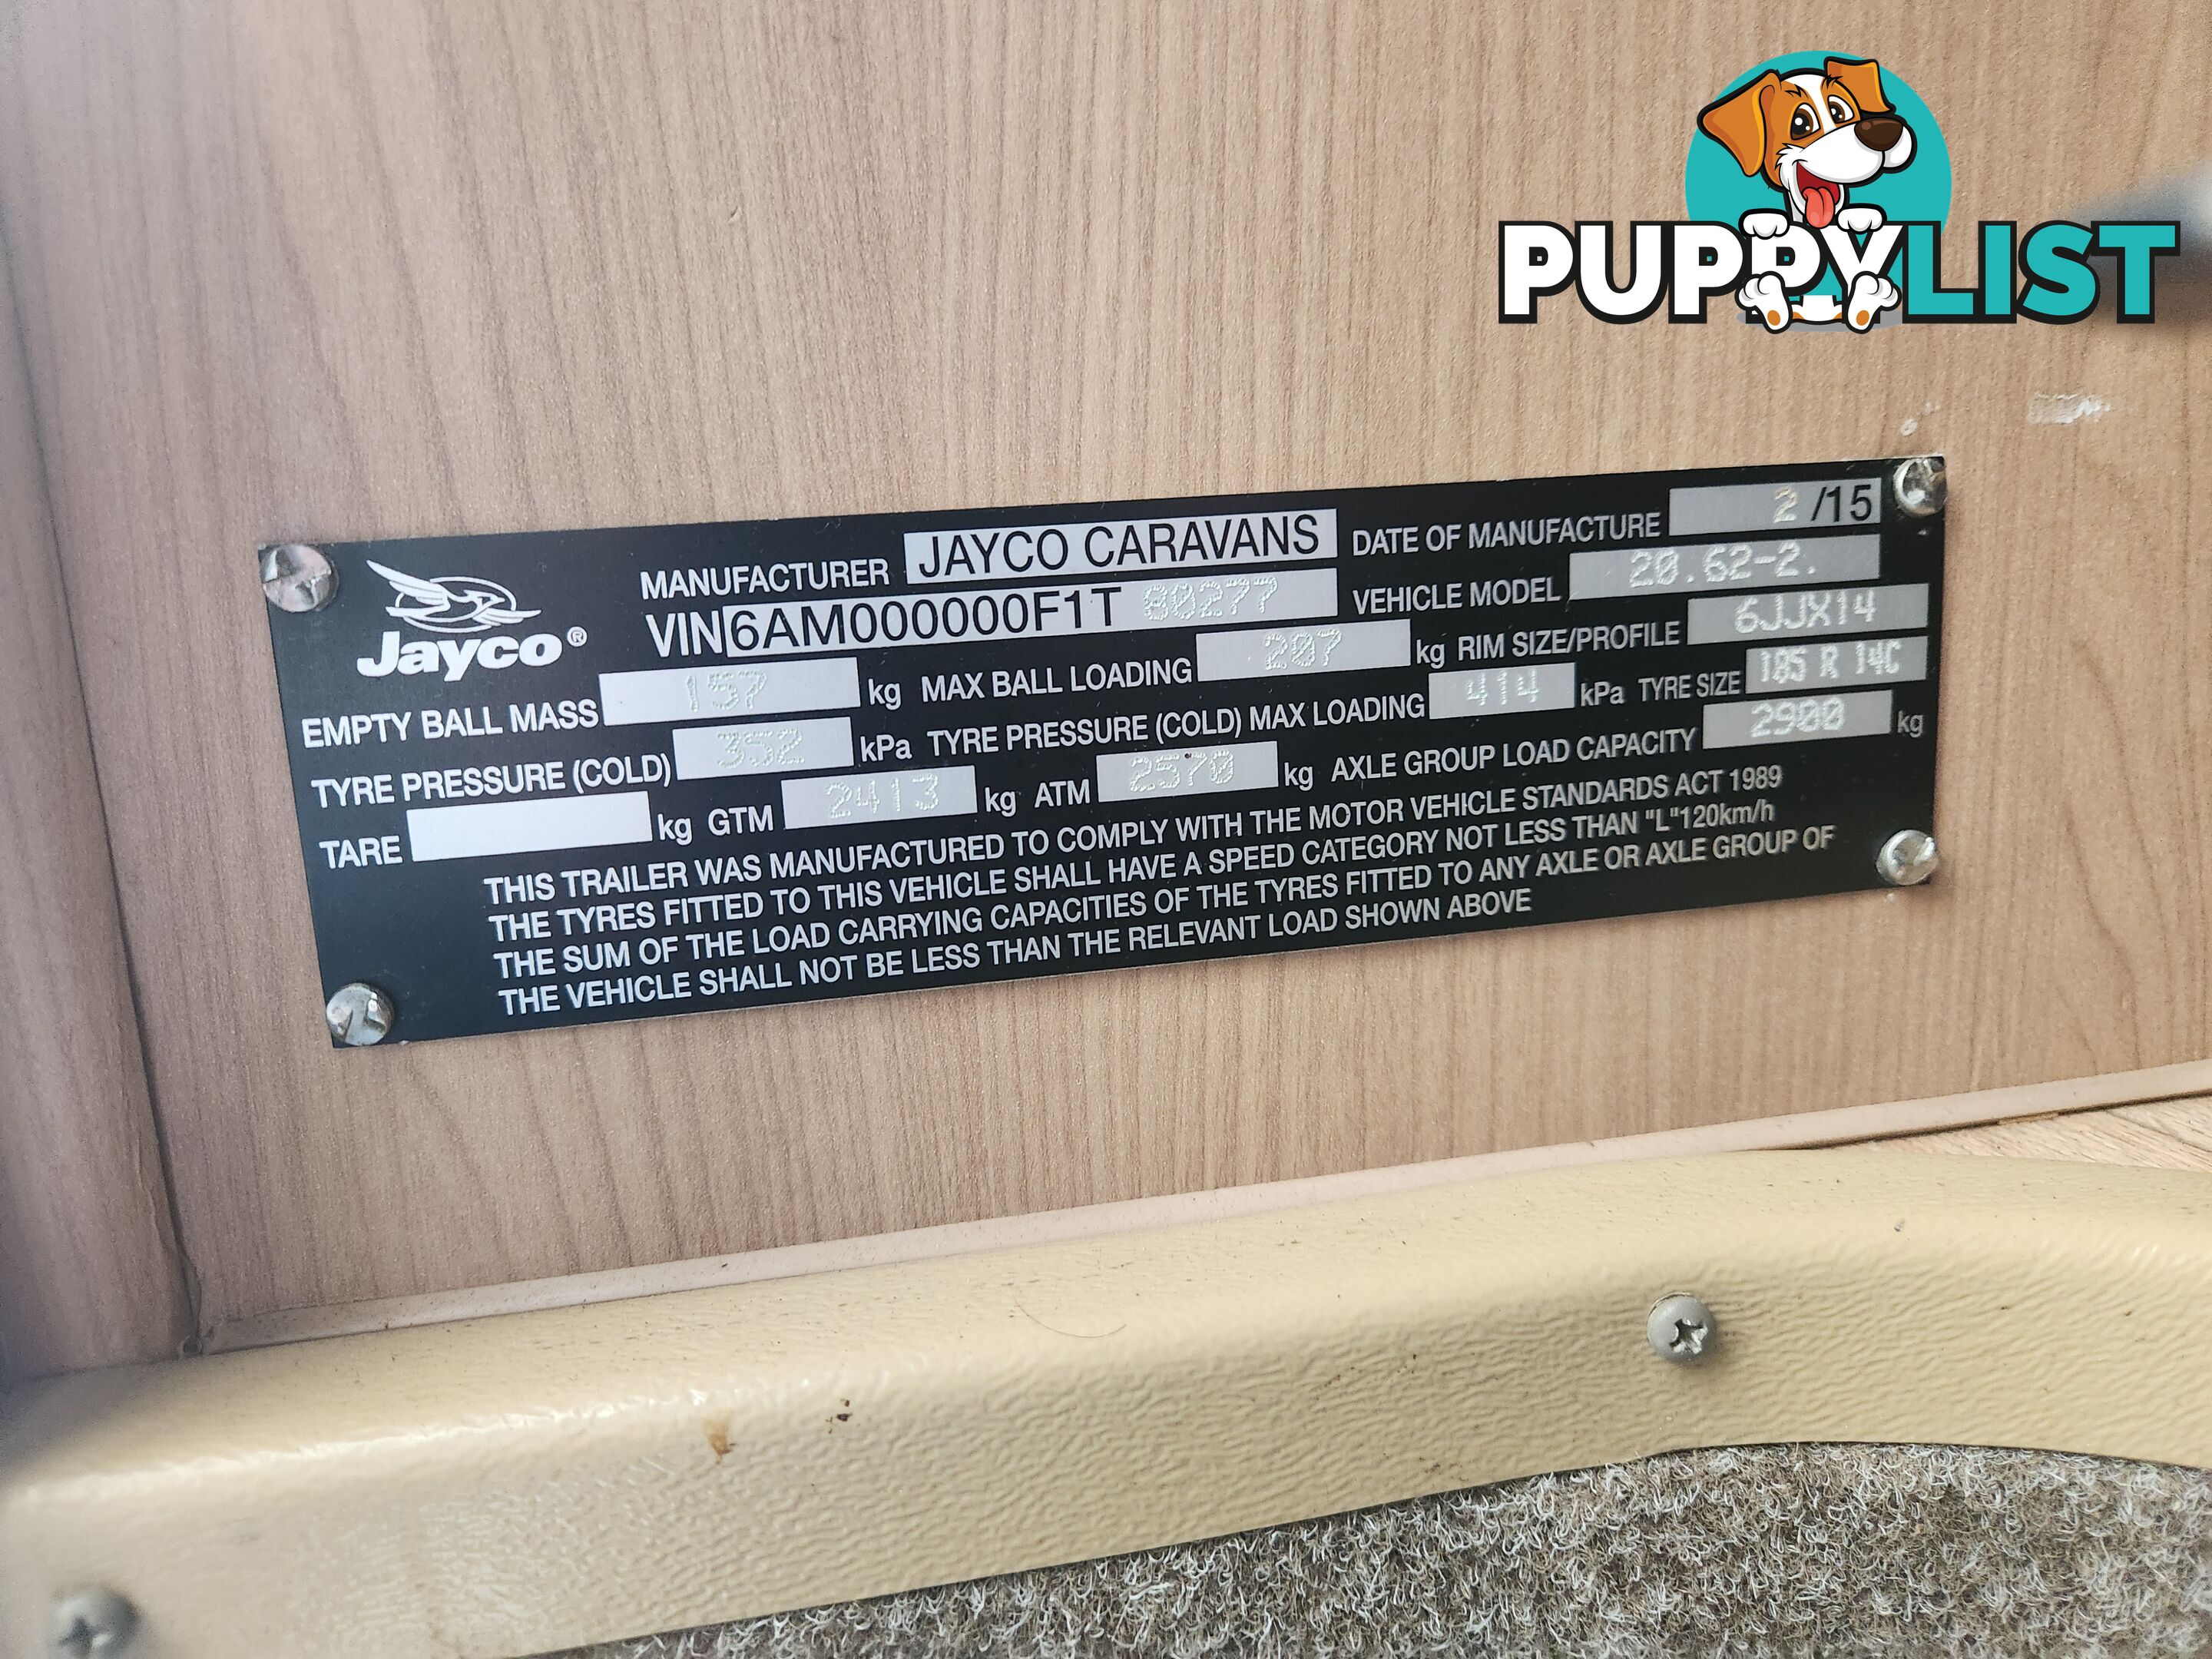 PUPPYLIST
MANUFACTURER JAYCO CARAVANS DATE OF MANUFACTURE 2 /15
Jayco® VIN 6AM000000F1T 80277 VEHICLE MODEL 20.62-2.
EMPTY BALL MASS 157 kg MAX BALL LOADING 207 kg RIM SIZE/PROFILE 6JJX14
TYRE PRESSURE (COLD) 352 kPa TYRE PRESSURE (COLD) MAX LOADING 414 kPa TYRE SIZE 185 R 14C
TARE kg GTM 2413 kg ATM 2570 kg AXLE GROUP LOAD CAPACITY 2900 kg
THIS TRAILER WAS MANUFACTURED TO COMPLY WITH THE MOTOR VEHICLE STANDARDS ACT 1989
THE TYRES FITTED TO THIS VEHICLE SHALL HAVE A SPEED CATEGORY NOT LESS THAN "L"120km/h
THE SUM OF THE LOAD CARRYING CAPACITIES OF THE TYRES FITTED TO ANY AXLE OR AXLE GROUP OF
THE VEHICLE SHALL NOT BE LESS THAN THE RELEVANT LOAD SHOWN ABOVE